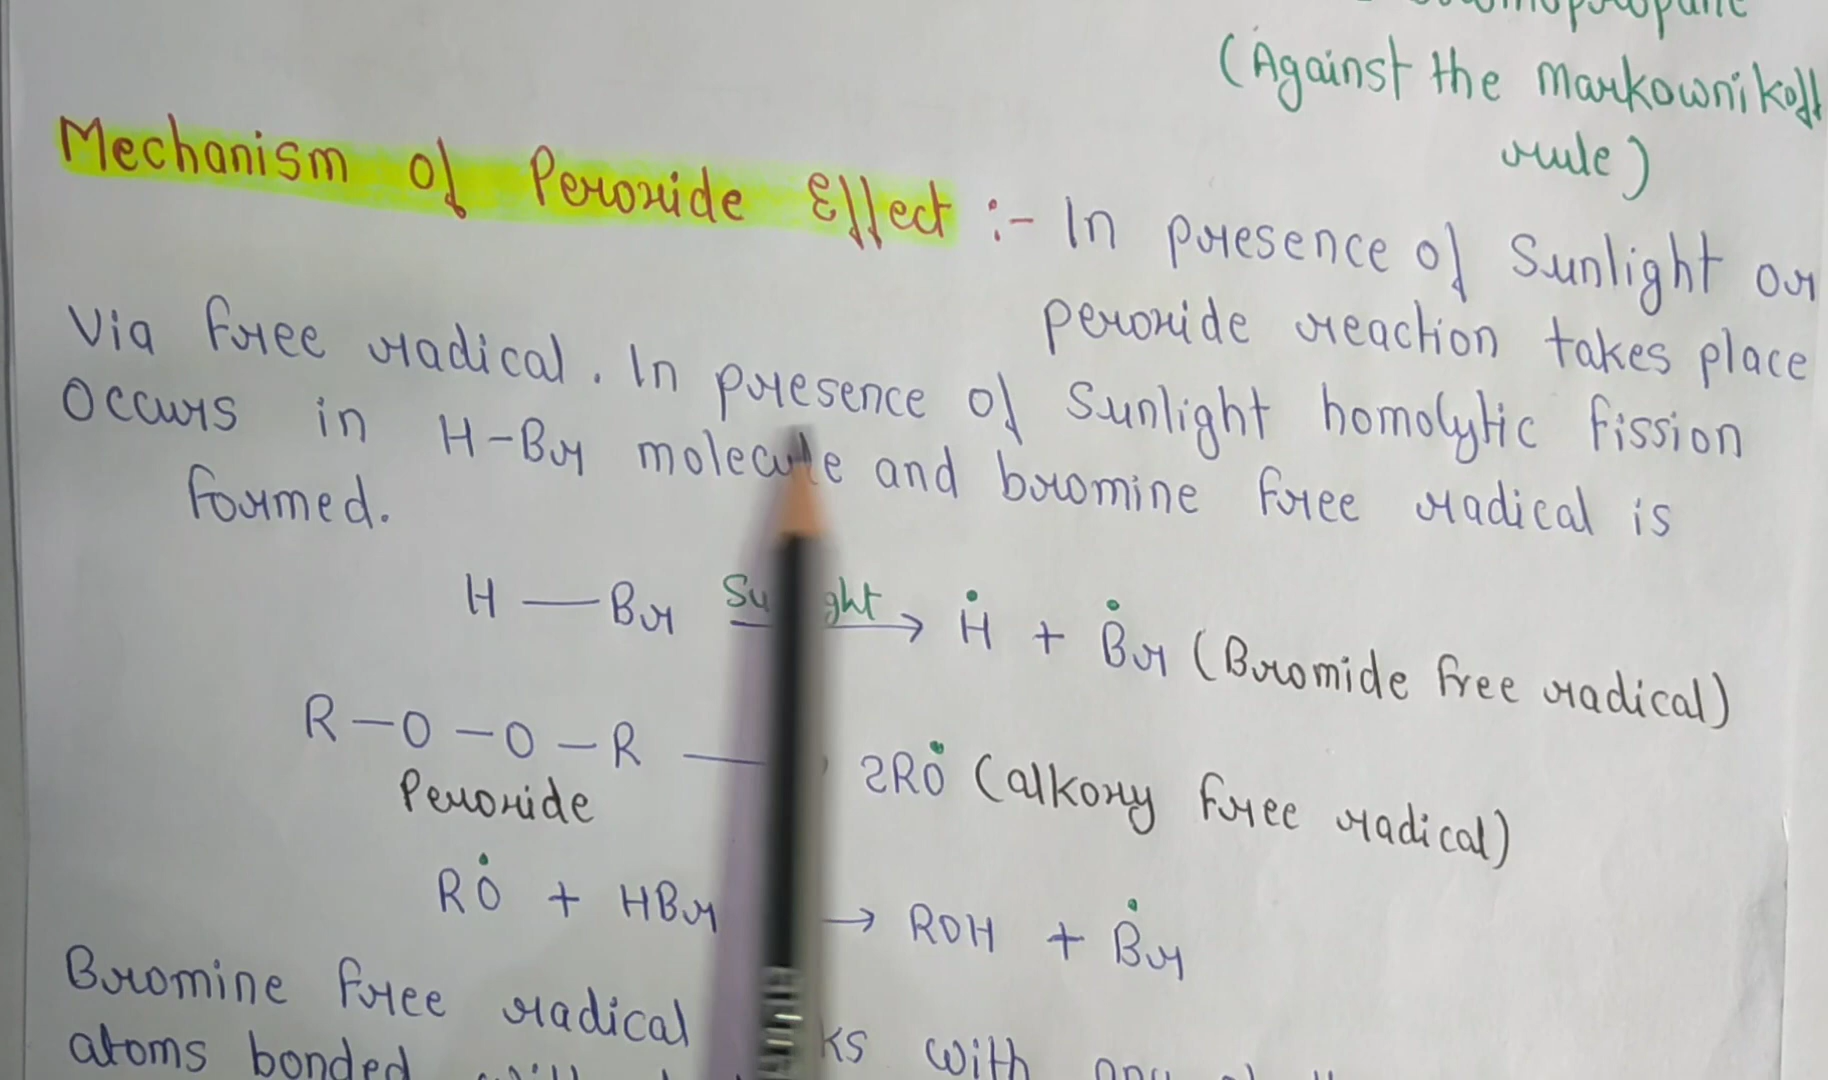 (Against the Markownikoff
rule)
Mechanism of Peroxide Effect :- In presence of Sunlight or
peroxide reaction takes place
Via free radical. In presence of Sunlight homolytic fission
Occurs in H-Br molecule and bromine free radical is
formed.
H — Br Sunlight → Ḣ + Ḃr (Bromide free radical)
R-O-O-R → 2RȮ (alkoxy free radical)
Peroxide
RȮ + HBr → ROH + Ḃr
Bromine free radical with
atoms bonded